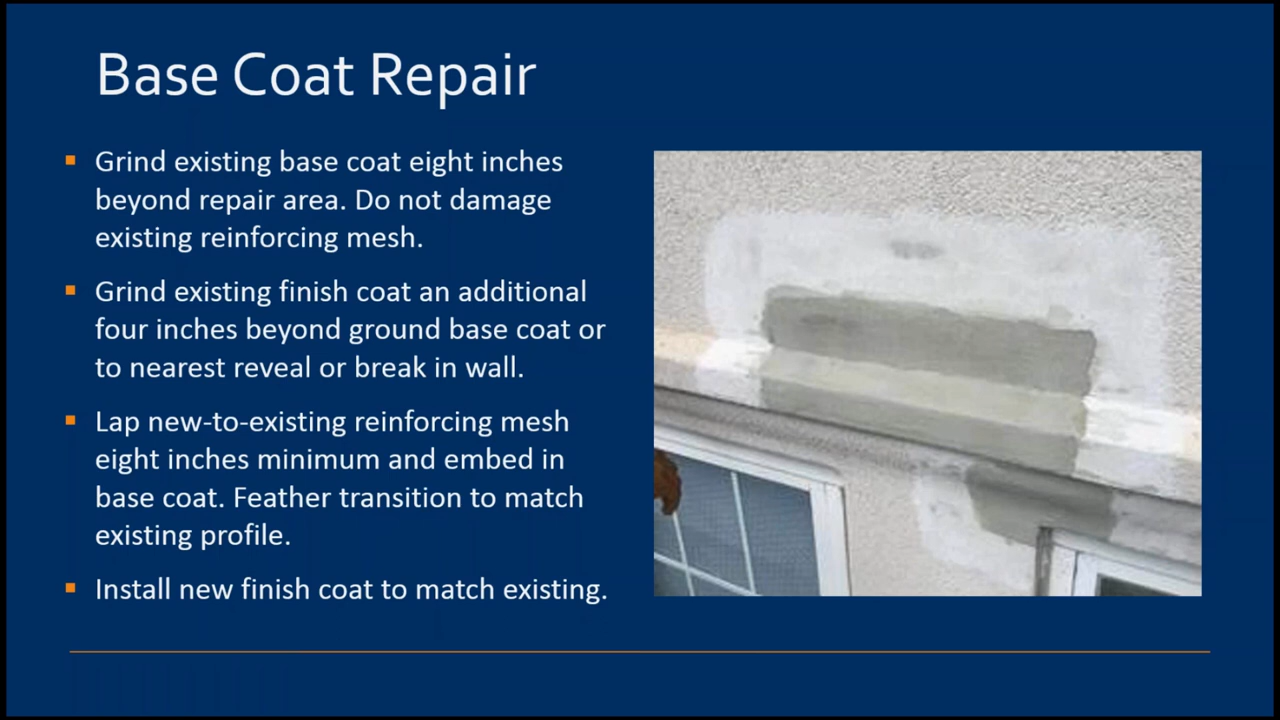 Base Coat Repair
Grind existing base coat eight inches
beyond repair area. Do not damage
existing reinforcing mesh.
Grind existing finish coat an additional
four inches beyond ground base coat or
to nearest reveal or break in wall.
Lap new-to-existing reinforcing mesh
eight inches minimum and embed in
base coat. Feather transition to match
existing profile.
Install new finish coat to match existing.